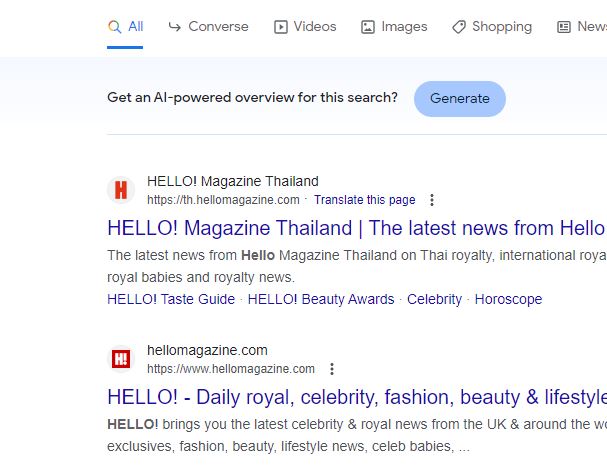 All Converse Videos Images Shopping News
Get an AI-powered overview for this search? Generate
H HELLO! Magazine Thailand
https://th.hellomagazine.com · Translate this page
HELLO! Magazine Thailand | The latest news from Hello
The latest news from Hello Magazine Thailand on Thai royalty, international roya
royal babies and royalty news.
HELLO! Taste Guide · HELLO! Beauty Awards · Celebrity · Horoscope
H! hellomagazine.com
https://www.hellomagazine.com
HELLO! - Daily royal, celebrity, fashion, beauty & lifestyle
HELLO! brings you the latest celebrity & royal news from the UK & around the wo
exclusives, fashion, beauty, lifestyle news, celeb babies, ...